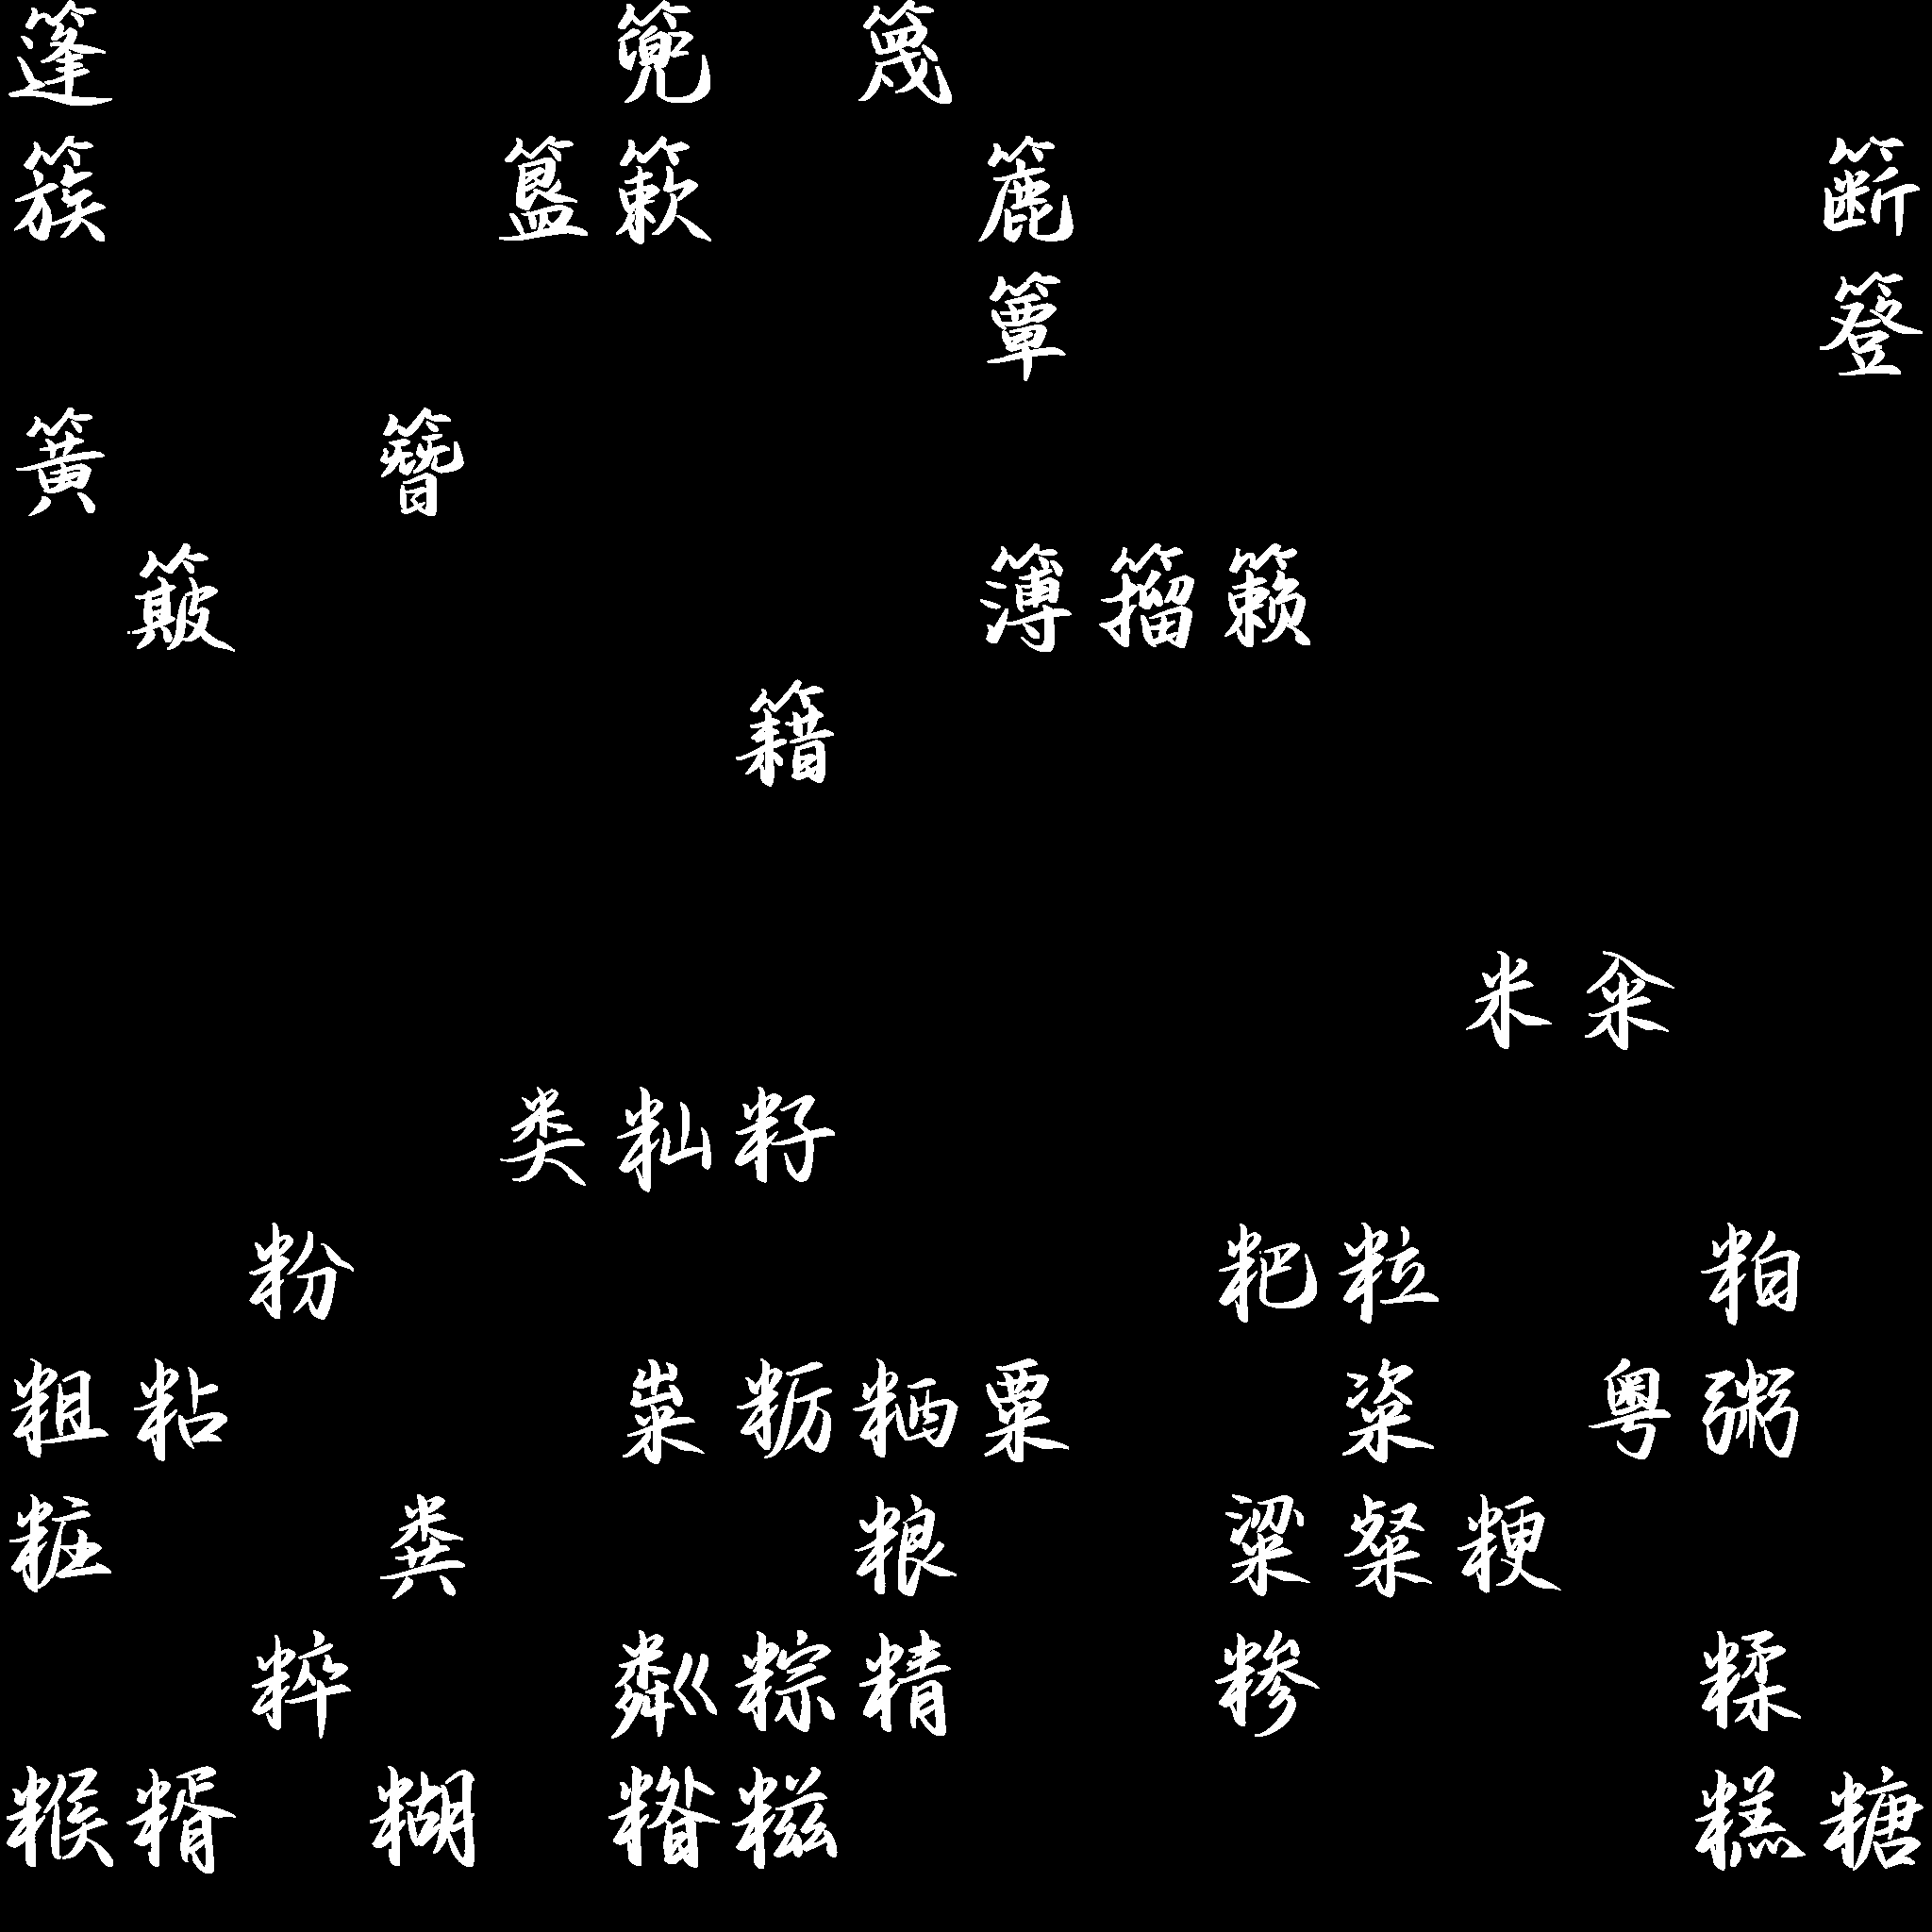 篷篼篾
簇簋簌簏簖
簟簦
簧簪
簸簿籀籁
籍
米籴
类籼籽
粉粑粒粕
粗粘粜粝粞粟粢粤粥
粧粪粮粱粲粳
粹粼粽精糁糅
糇糈糊糌糍糕糖